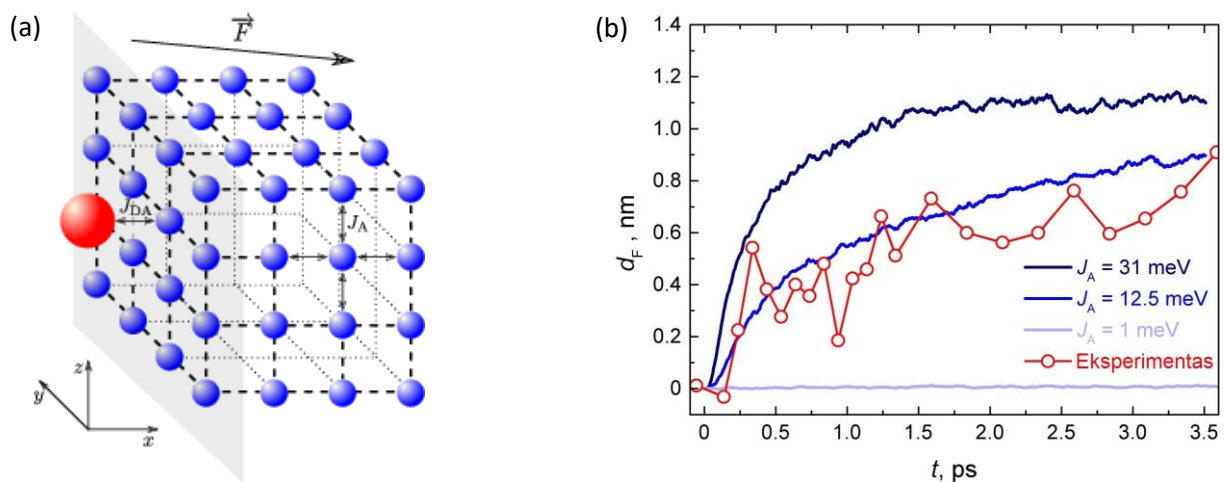 (a)
F
J_DA
J_A
z
y
x
(b)
1.4
1.2
1.0
0.8
0.6
0.4
0.2
0
d_F, nm
J_A = 31 meV
J_A = 12.5 meV
J_A = 1 meV
Eksperimentas
0 0.5 1.0 1.5 2.0 2.5 3.0 3.5
t, ps